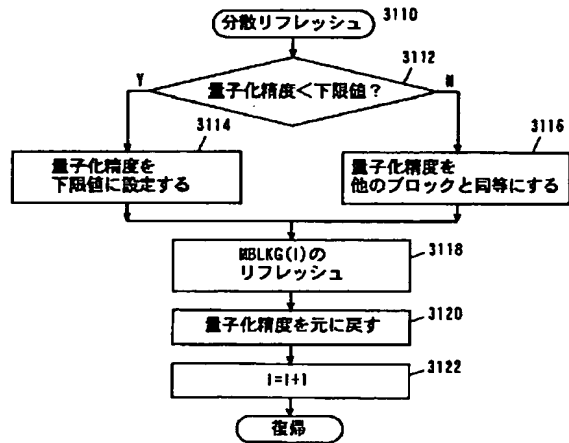 分散リフレッシュ
3110
3112
Y
量子化精度<下限値?
N
3114
3116
量子化精度を
下限値に設定する
量子化精度を
他のブロックと同等にする
MBLKG(I)の
リフレッシュ
3118
量子化精度を元に戻す
3120
3122
I=I+1
復帰